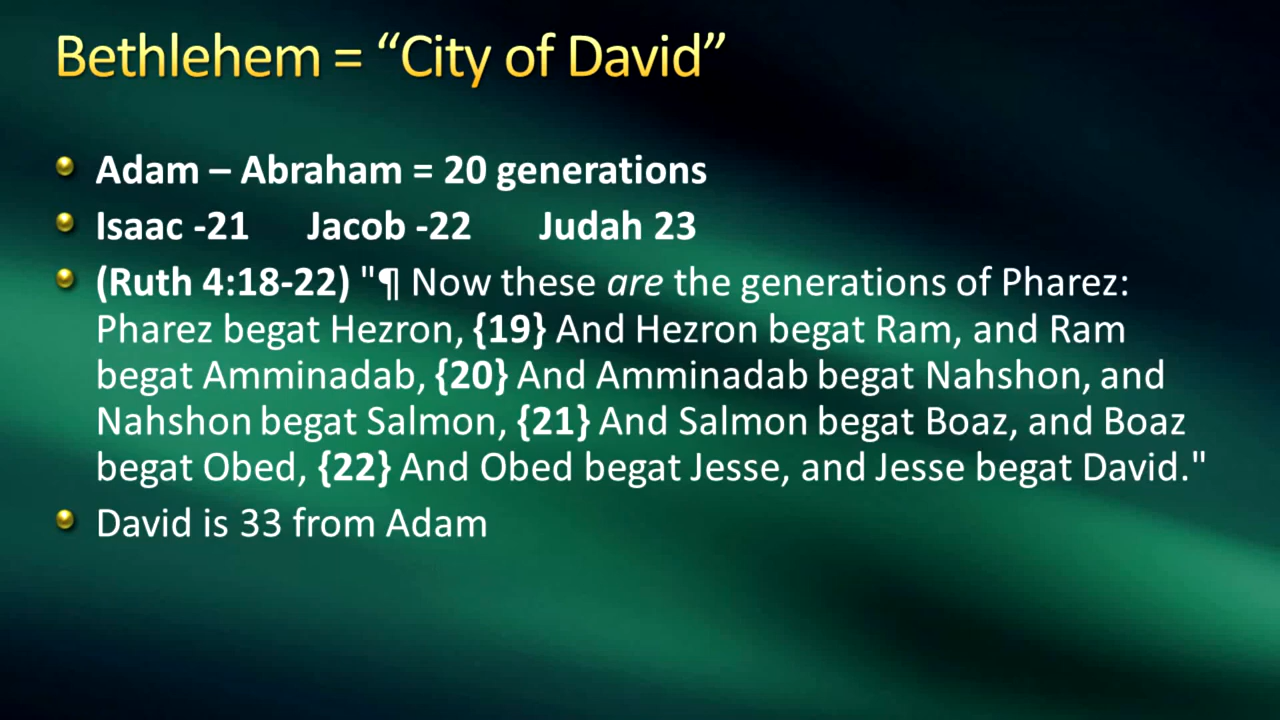 Bethlehem = “City of David”
Adam – Abraham = 20 generations
Isaac -21 Jacob -22 Judah 23
(Ruth 4:18-22) "¶ Now these are the generations of Pharez:
Pharez begat Hezron, {19} And Hezron begat Ram, and Ram
begat Amminadab, {20} And Amminadab begat Nahshon, and
Nahshon begat Salmon, {21} And Salmon begat Boaz, and Boaz
begat Obed, {22} And Obed begat Jesse, and Jesse begat David."
David is 33 from Adam